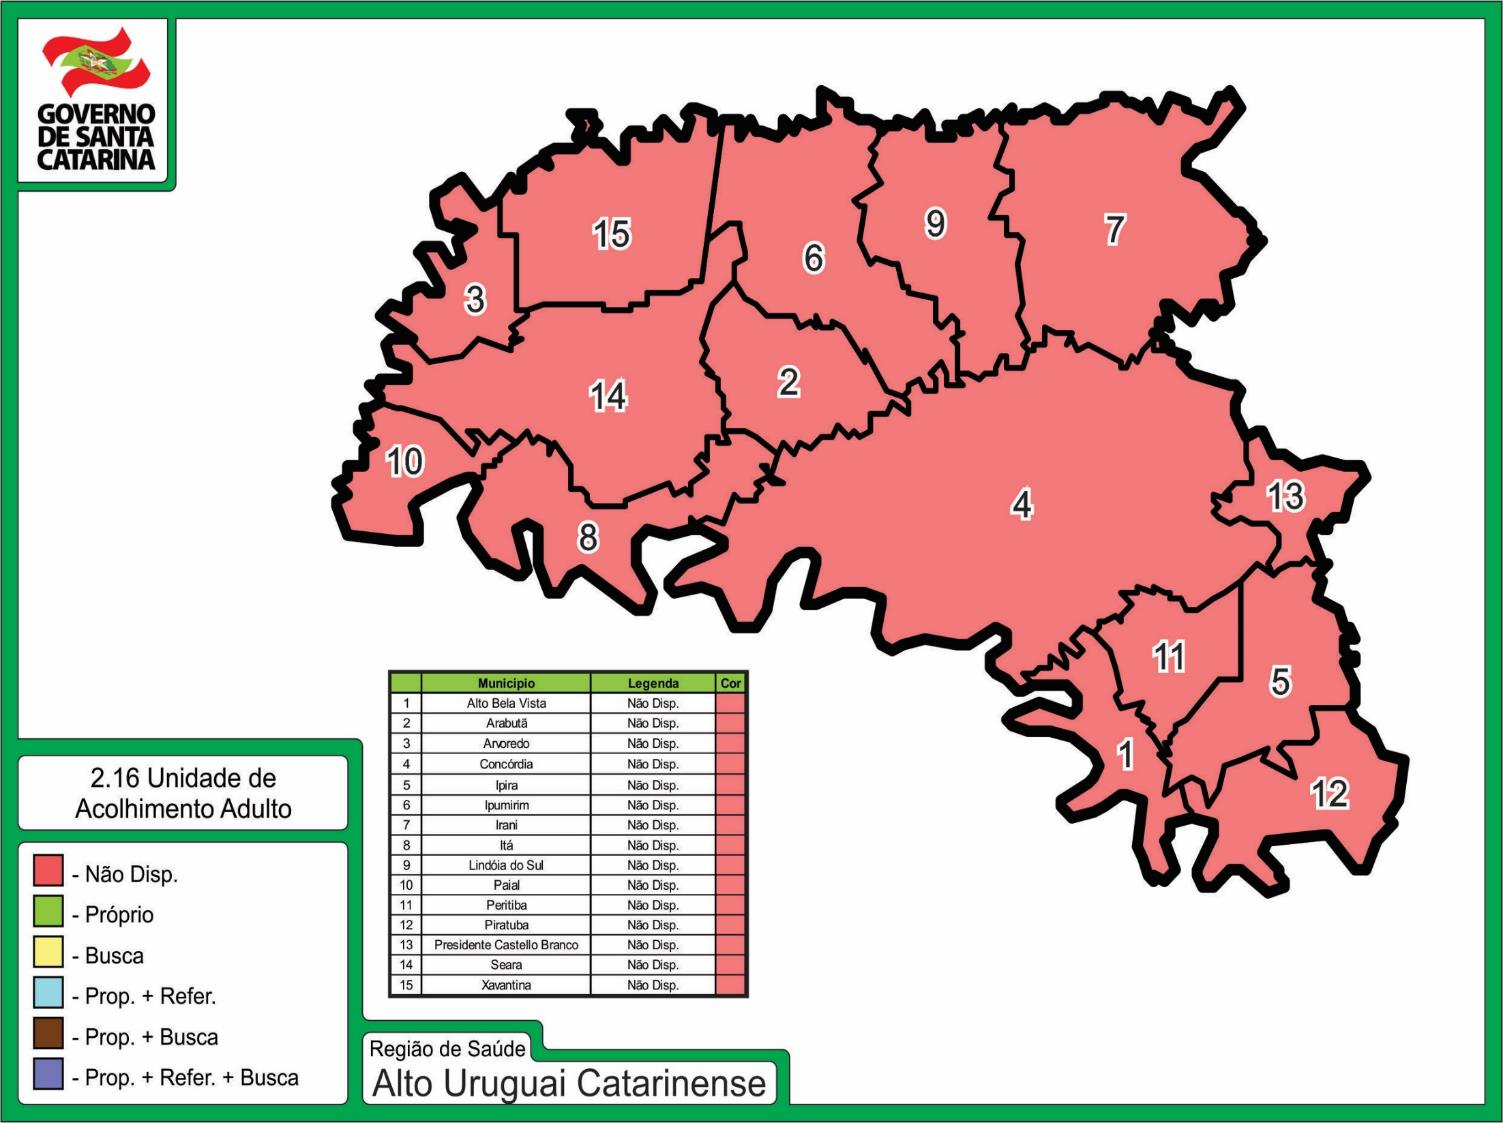 GOVERNO
DE SANTA
CATARINA
15
6
9
7
3
14
2
10
8
4
13
11
5
1
12
Município Legenda Cor
1 Alto Bela Vista Não Disp.
2 Arabutã Não Disp.
3 Arvoredo Não Disp.
4 Concórdia Não Disp.
5 Ipira Não Disp.
6 Ipumirim Não Disp.
7 Irani Não Disp.
8 Itá Não Disp.
9 Lindóia do Sul Não Disp.
10 Paial Não Disp.
11 Peritiba Não Disp.
12 Piratuba Não Disp.
13 Presidente Castello Branco Não Disp.
14 Seara Não Disp.
15 Xavantina Não Disp.
2.16 Unidade de
Acolhimento Adulto
- Não Disp.
- Próprio
- Busca
- Prop. + Refer.
- Prop. + Busca
- Prop. + Refer. + Busca
Região de Saúde
Alto Uruguai Catarinense